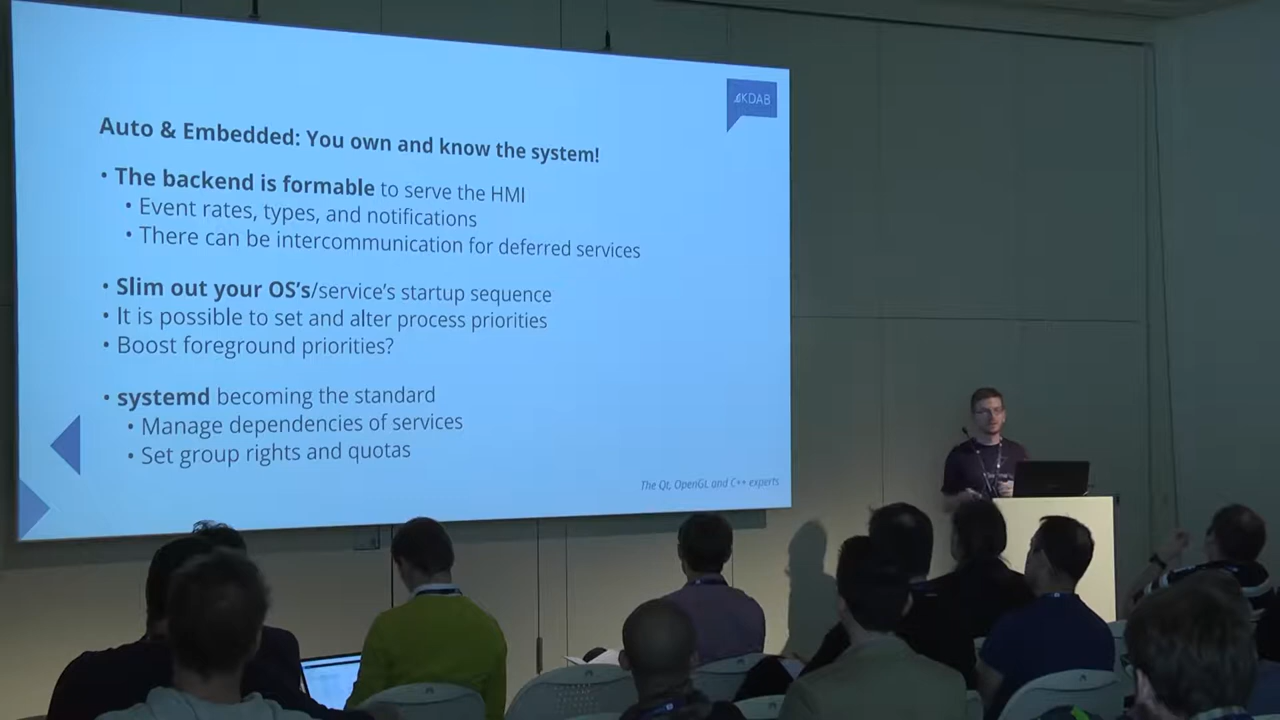 KDAB
Auto & Embedded: You own and know the system!
• The backend is formable to serve the HMI
• Event rates, types, and notifications
• There can be intercommunication for deferred services
• Slim out your OS's/service's startup sequence
• It is possible to set and alter process priorities
• Boost foreground priorities?
• systemd becoming the standard
• Manage dependencies of services
• Set group rights and quotas
The Qt, OpenGL and C++ experts